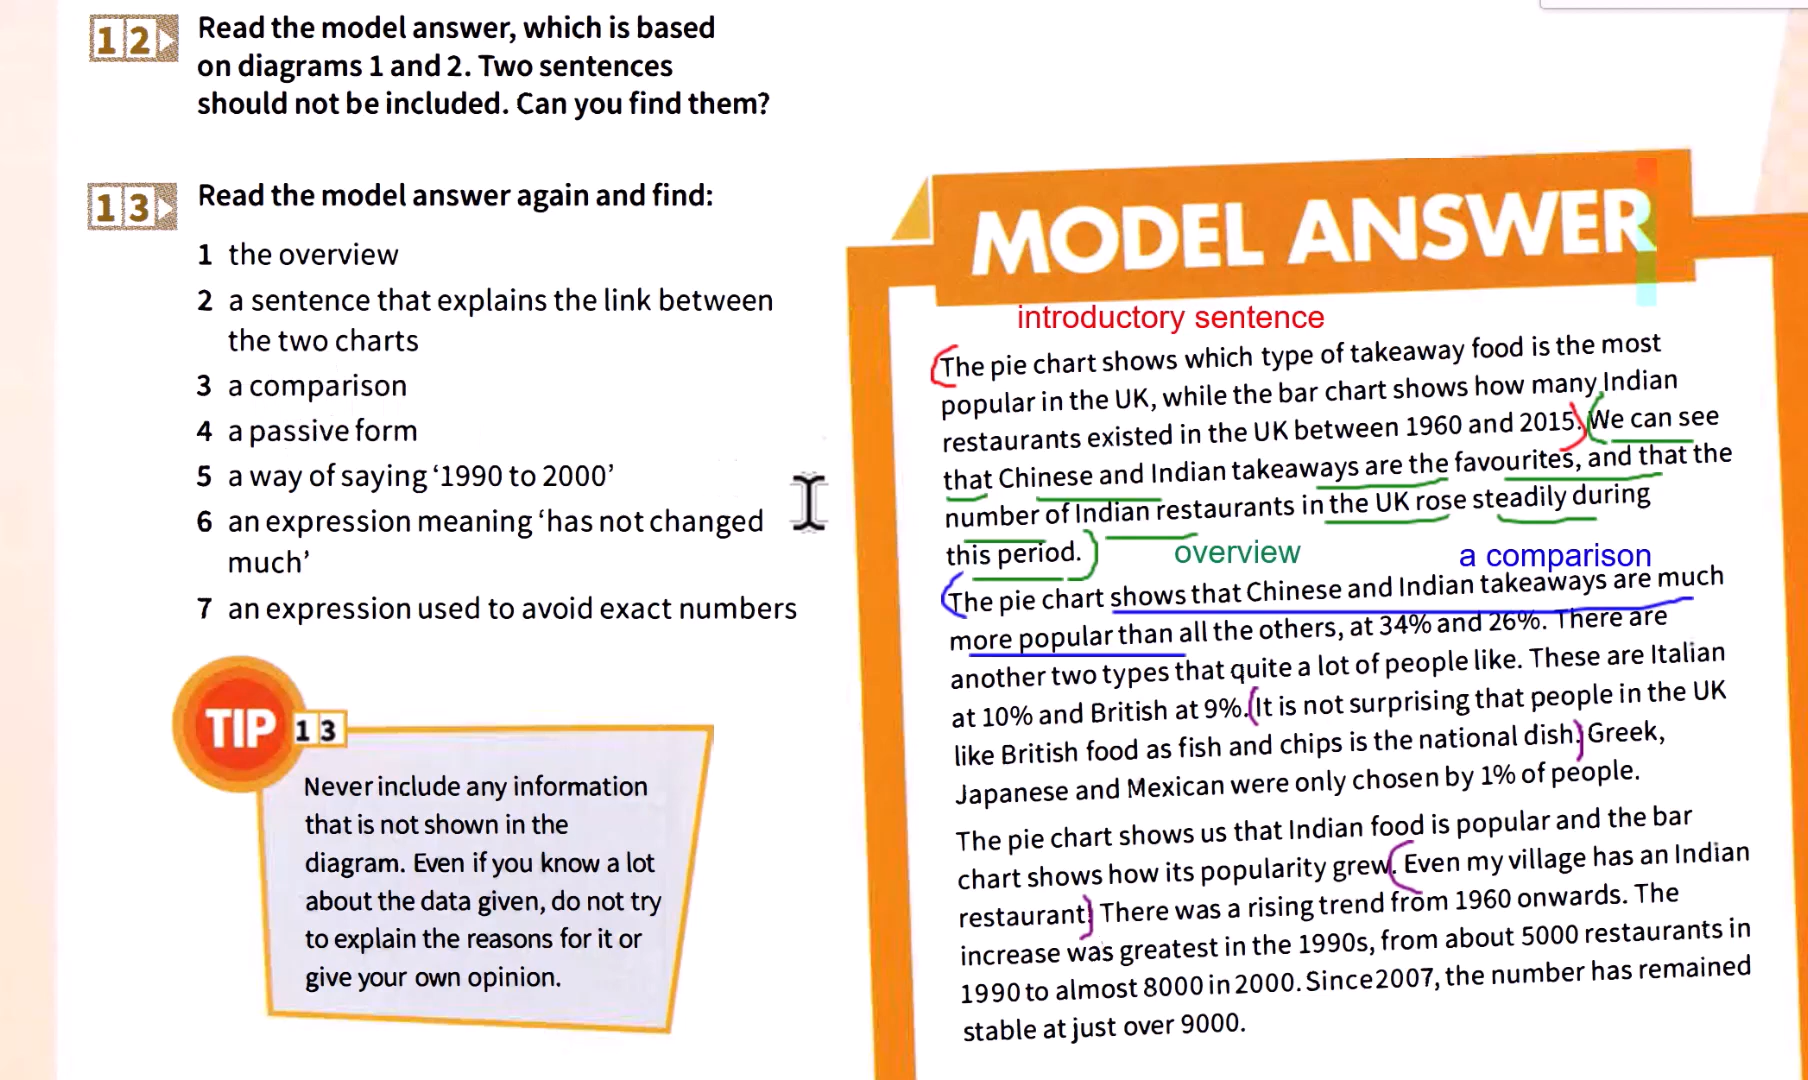 12 Read the model answer, which is based
on diagrams 1 and 2. Two sentences
should not be included. Can you find them?
13 Read the model answer again and find:
1 the overview
2 a sentence that explains the link between
the two charts
3 a comparison
4 a passive form
5 a way of saying ‘1990 to 2000’
6 an expression meaning ‘has not changed
much’
7 an expression used to avoid exact numbers
TIP 13
Never include any information
that is not shown in the
diagram. Even if you know a lot
about the data given, do not try
to explain the reasons for it or
give your own opinion.
MODEL ANSWER
introductory sentence
The pie chart shows which type of takeaway food is the most
popular in the UK, while the bar chart shows how many Indian
restaurants existed in the UK between 1960 and 2015. We can see
that Chinese and Indian takeaways are the favourites, and that the
number of Indian restaurants in the UK rose steadily during
this period.
overview
a comparison
The pie chart shows that Chinese and Indian takeaways are much
more popular than all the others, at 34% and 26%. There are
another two types that quite a lot of people like. These are Italian
at 10% and British at 9%. It is not surprising that people in the UK
like British food as fish and chips is the national dish. Greek,
Japanese and Mexican were only chosen by 1% of people.
The pie chart shows us that Indian food is popular and the bar
chart shows how its popularity grew. Even my village has an Indian
restaurant. There was a rising trend from 1960 onwards. The
increase was greatest in the 1990s, from about 5000 restaurants in
1990 to almost 8000 in 2000. Since 2007, the number has remained
stable at just over 9000.